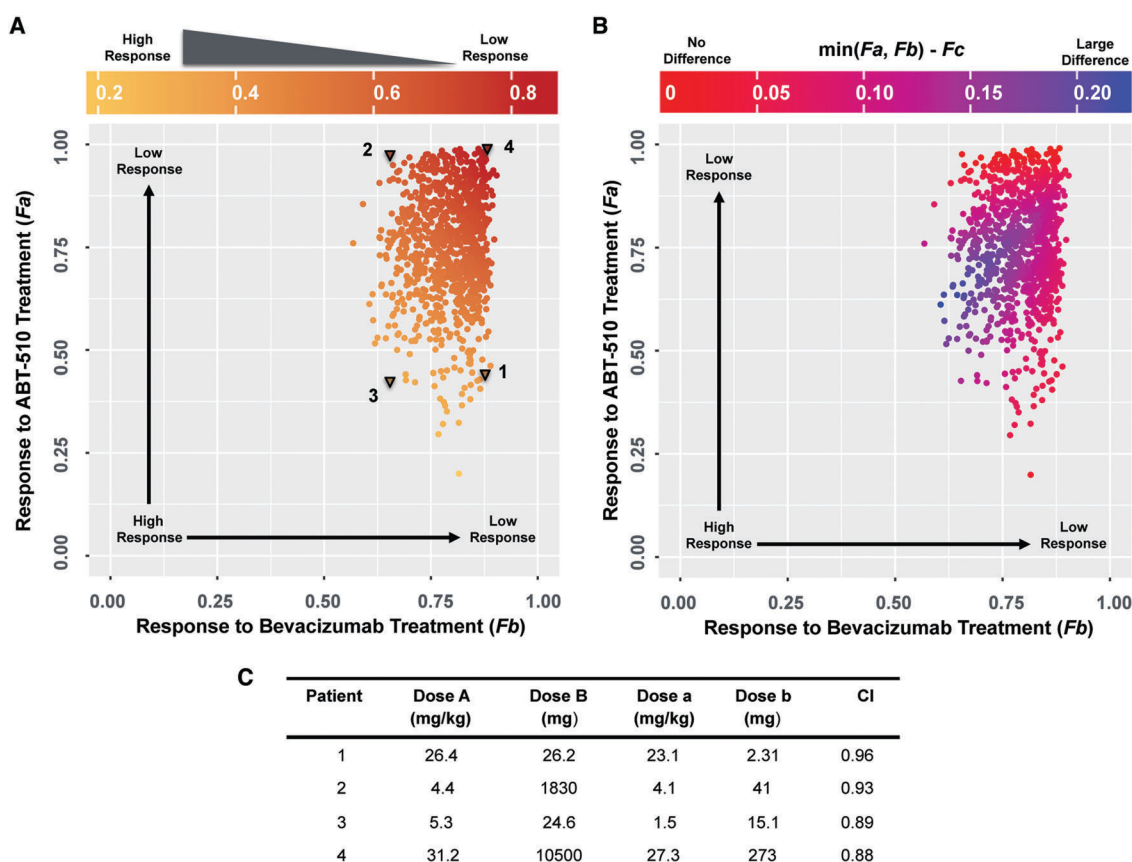 A
High
Response
Low
Response
0.2 0.4 0.6 0.8
Response to ABT-510 Treatment (Fa)
1.00
0.75
0.50
0.25
0.00
Low
Response
2
4
1
3
High
Response
Low
Response
0.00 0.25 0.50 0.75 1.00
Response to Bevacizumab Treatment (Fb)
B
No
Difference
min(Fa, Fb) - Fc
Large
Difference
0 0.05 0.10 0.15 0.20
Response to ABT-510 Treatment (Fa)
1.00
0.75
0.50
0.25
0.00
Low
Response
High
Response
Low
Response
0.00 0.25 0.50 0.75 1.00
Response to Bevacizumab Treatment (Fb)
C
Patient Dose A (mg/kg) Dose B (mg) Dose a (mg/kg) Dose b (mg) CI
1 26.4 26.2 23.1 2.31 0.96
2 4.4 1830 4.1 41 0.93
3 5.3 24.6 1.5 15.1 0.89
4 31.2 10500 27.3 273 0.88